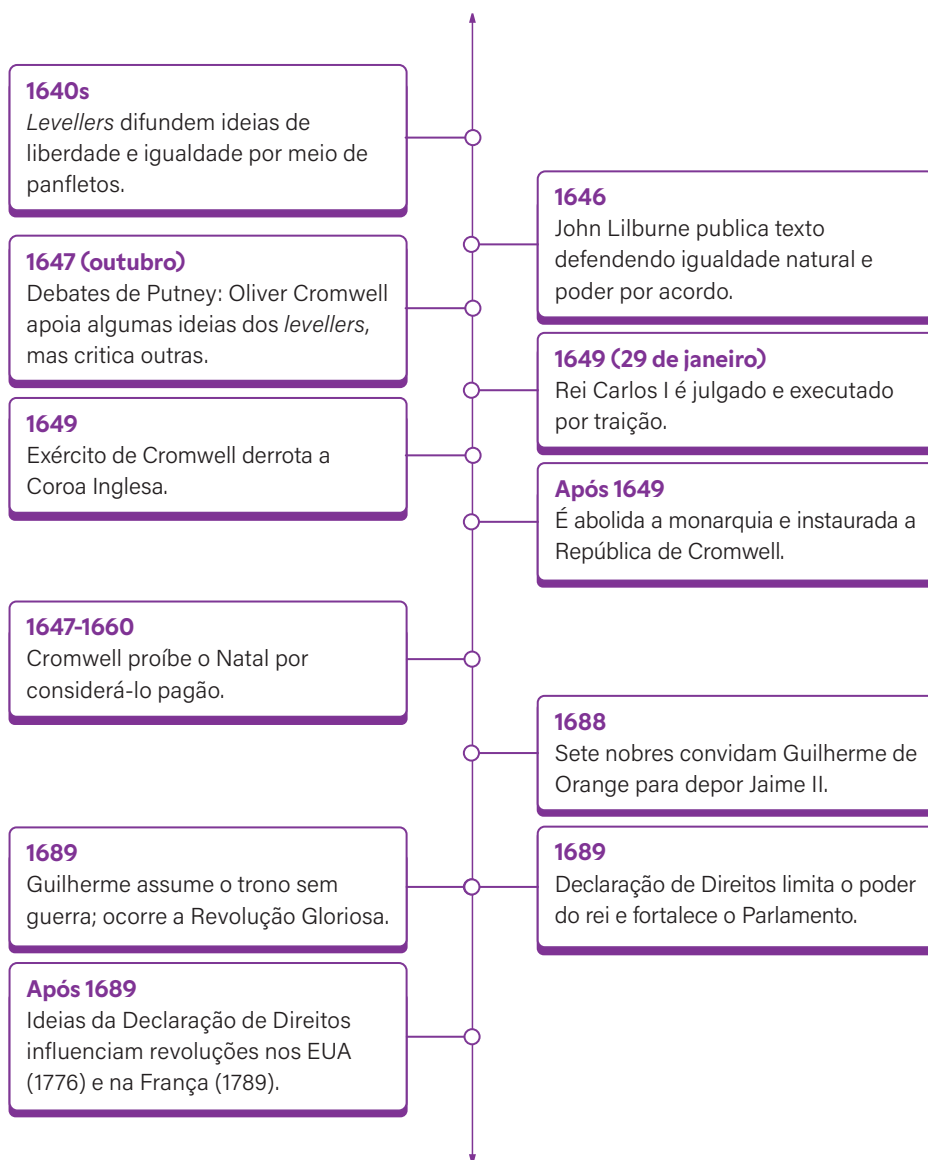 1640s
Levellers difundem ideias de
liberdade e igualdade por meio de
panfletos.
1646
John Lilburne publica texto
defendendo igualdade natural e
poder por acordo.
1647 (outubro)
Debates de Putney: Oliver Cromwell
apoia algumas ideias dos levellers,
mas critica outras.
1649 (29 de janeiro)
Rei Carlos I é julgado e executado
por traição.
1649
Exército de Cromwell derrota a
Coroa Inglesa.
Após 1649
É abolida a monarquia e instaurada a
República de Cromwell.
1647-1660
Cromwell proíbe o Natal por
considerá-lo pagão.
1688
Sete nobres convidam Guilherme de
Orange para depor Jaime II.
1689
Guilherme assume o trono sem
guerra; ocorre a Revolução Gloriosa.
1689
Declaração de Direitos limita o poder
do rei e fortalece o Parlamento.
Após 1689
Ideias da Declaração de Direitos
influenciam revoluções nos EUA
(1776) e na França (1789).